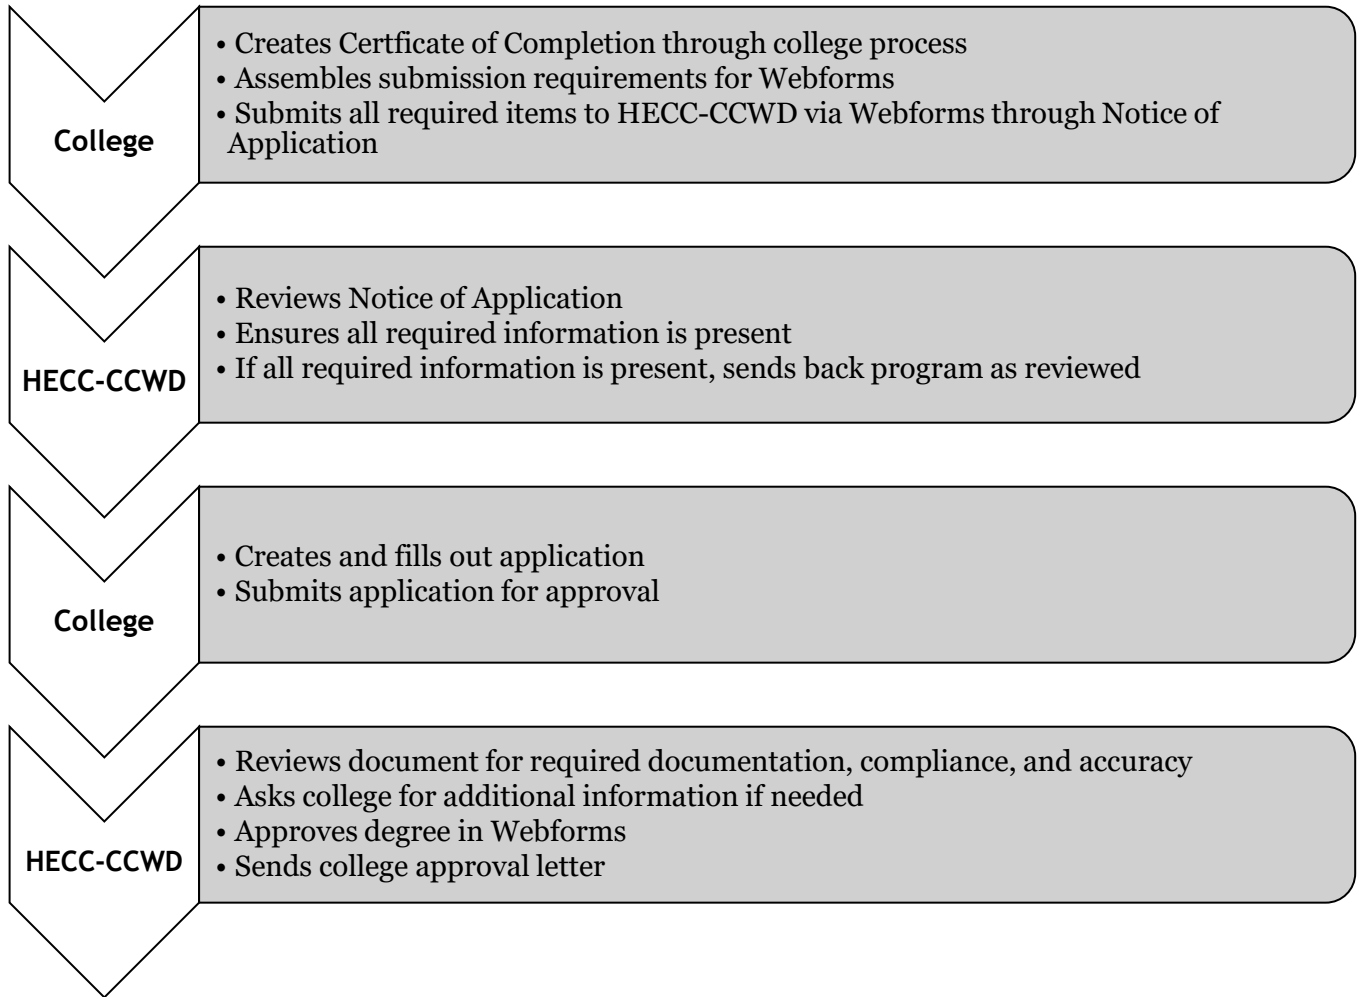 • Creates Certficate of Completion through college process
• Assembles submission requirements for Webforms
• Submits all required items to HECC-CCWD via Webforms through Notice of
Application
College
• Reviews Notice of Application
• Ensures all required information is present
• If all required information is present, sends back program as reviewed
HECC-CCWD
• Creates and fills out application
• Submits application for approval
College
• Reviews document for required documentation, compliance, and accuracy
• Asks college for additional information if needed
• Approves degree in Webforms
• Sends college approval letter
HECC-CCWD